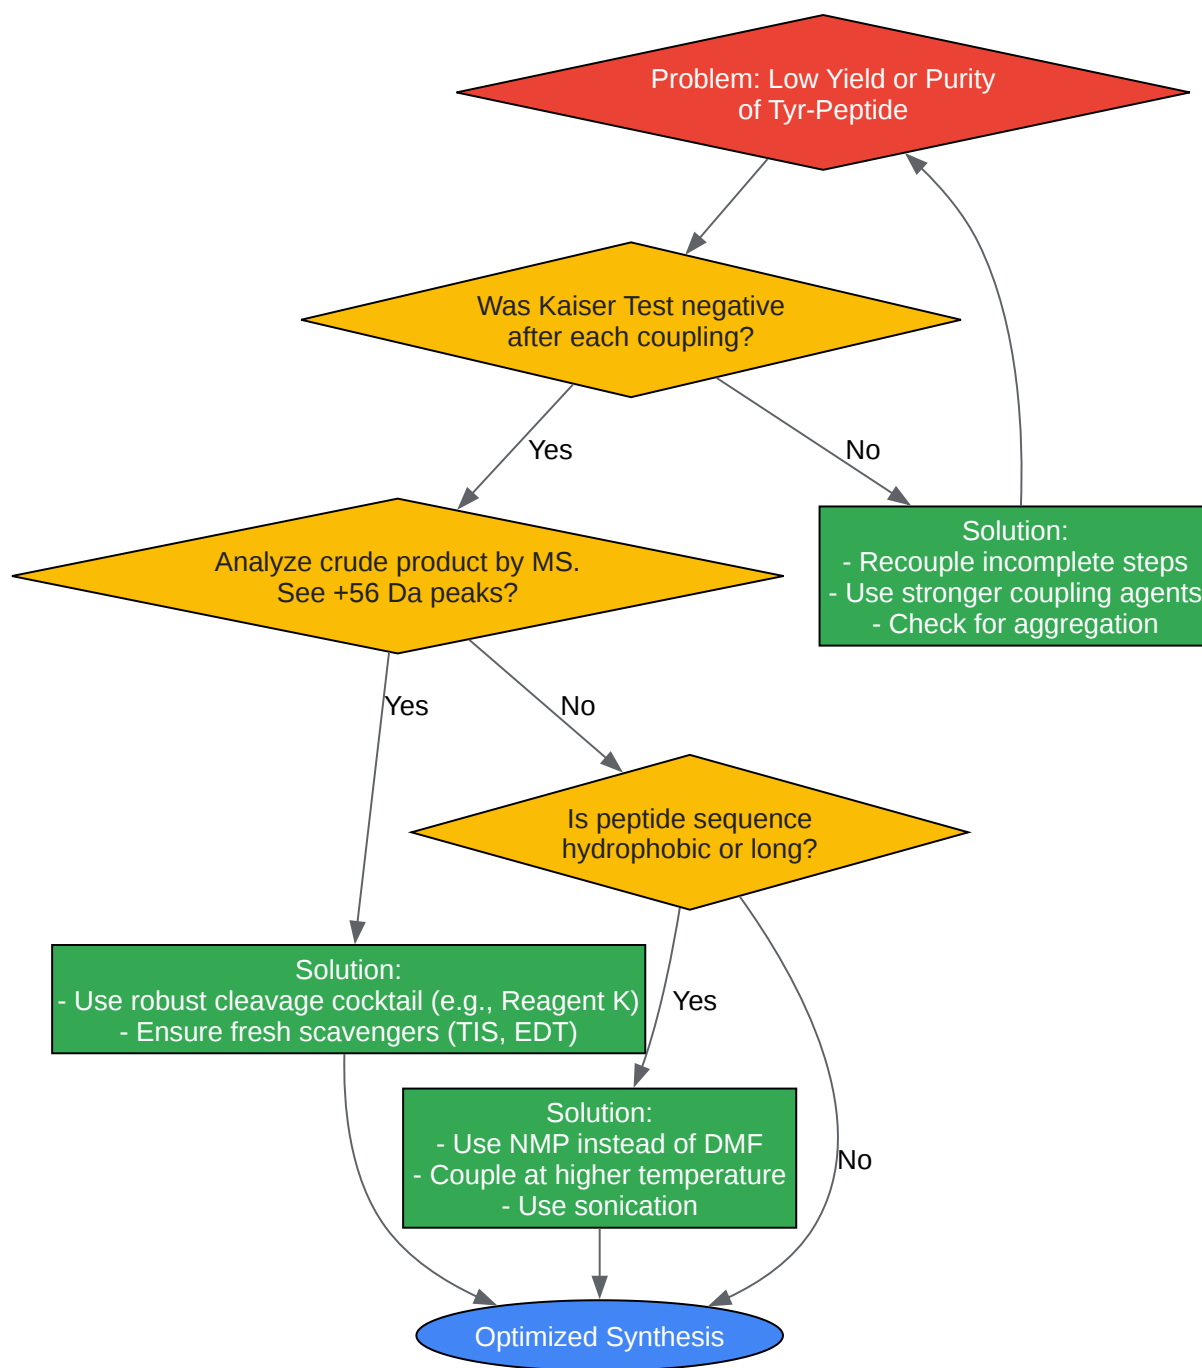 Problem: Low Yield or Purity
of Tyr-Peptide
Was Kaiser Test negative
after each coupling?
Yes
No
Analyze crude product by MS.
See +56 Da peaks?
Solution:
- Recouple incomplete steps
- Use stronger coupling agents
- Check for aggregation
Yes
No
Is peptide sequence
hydrophobic or long?
Solution:
- Use robust cleavage cocktail (e.g., Reagent K)
- Ensure fresh scavengers (TIS, EDT)
Yes
No
Solution:
- Use NMP instead of DMF
- Couple at higher temperature
- Use sonication
Optimized Synthesis